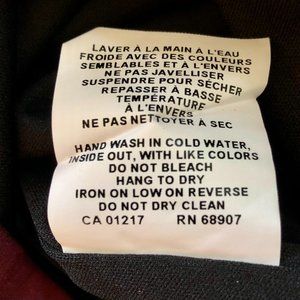 LAVER À LA MAIN À L'EAU
FROIDE AVEC DES COULEURS
SEMBLABLES ET À L'ENVERS
NE PAS JAVELLISER
SUSPENDRE POUR SÉCHER
REPASSER À BASSE
TEMPÉRATURE
À L'ENVERS
NE PAS NETTOYER À SEC
HAND WASH IN COLD WATER,
INSIDE OUT, WITH LIKE COLORS
DO NOT BLEACH
HANG TO DRY
IRON ON LOW ON REVERSE
DO NOT DRY CLEAN
CA 01217 RN 68907